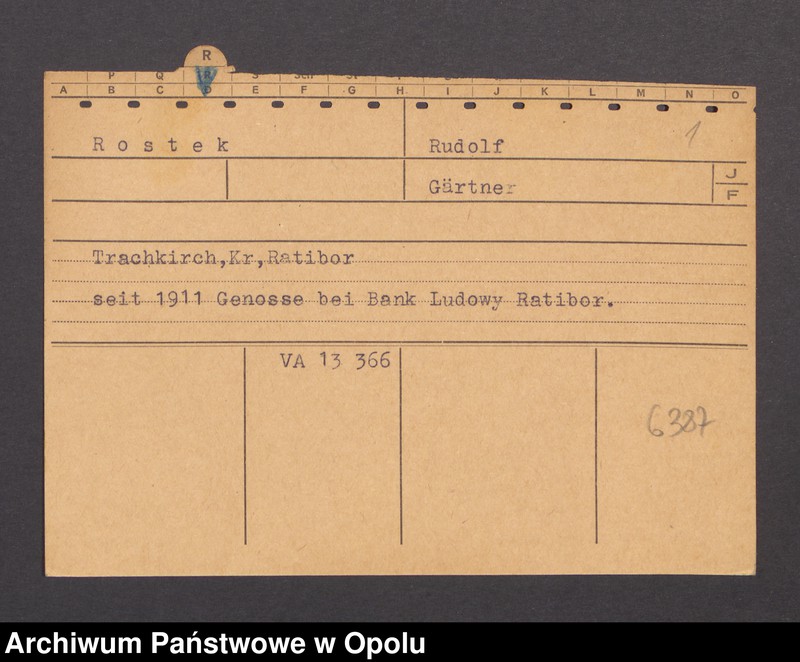 R
P Q R S Sch
A B C D E F G H I J K L M N O
1
Rostek Rudolf
Gärtner J
F
Trachkirch,Kr,Ratibor
seit 1911 Genosse bei Bank Ludowy Ratibor.
VA 13 366
6387
Archiwum Państwowe w Opolu